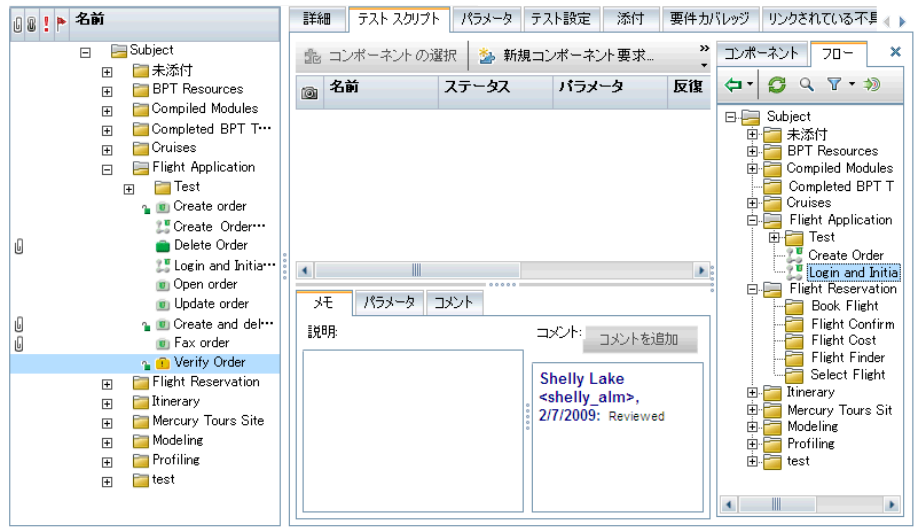 名前
Subject
未添付
BPT Resources
Compiled Modules
Completed BPT T…
Cruises
Flight Application
Test
Create order
Create Order…
Delete Order
Login and Initia…
Open order
Update order
Create and del…
Fax order
Verify Order
Flight Reservation
Itinerary
Mercury Tours Site
Modeling
Profiling
test
詳細 テスト スクリプト パラメータ テスト設定 添付 要件カバレッジ リンクされている不具
コンポーネントの選択 新規コンポーネント要求...
名前 ステータス パラメータ 反復
メモ パラメータ コメント
説明: コメント: コメントを追加
Shelly Lake
<shelly_alm>,
2/7/2009: Reviewed
コンポーネント フロー
Subject
未添付
BPT Resources
Compiled Modules
Completed BPT T
Cruises
Flight Application
Test
Create Order
Login and Initia
Flight Reservation
Book Flight
Flight Confirm
Flight Cost
Flight Finder
Select Flight
Itinerary
Mercury Tours Sit
Modeling
Profiling
test